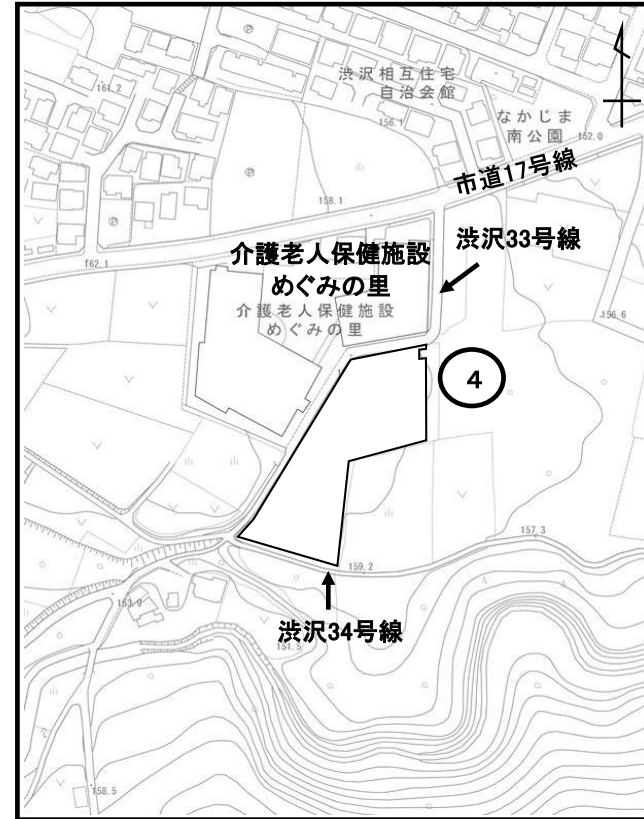 渋沢相互住宅
自治会館
161.2
156.1
なかじま
南公園
152.0
市道17号線
158.1
渋沢33号線
介護老人保健施設
めぐみの里
162.1
介護老人保健施設
めぐみの里
156.6
4
157.3
159.2
渋沢34号線
151.5
158.5